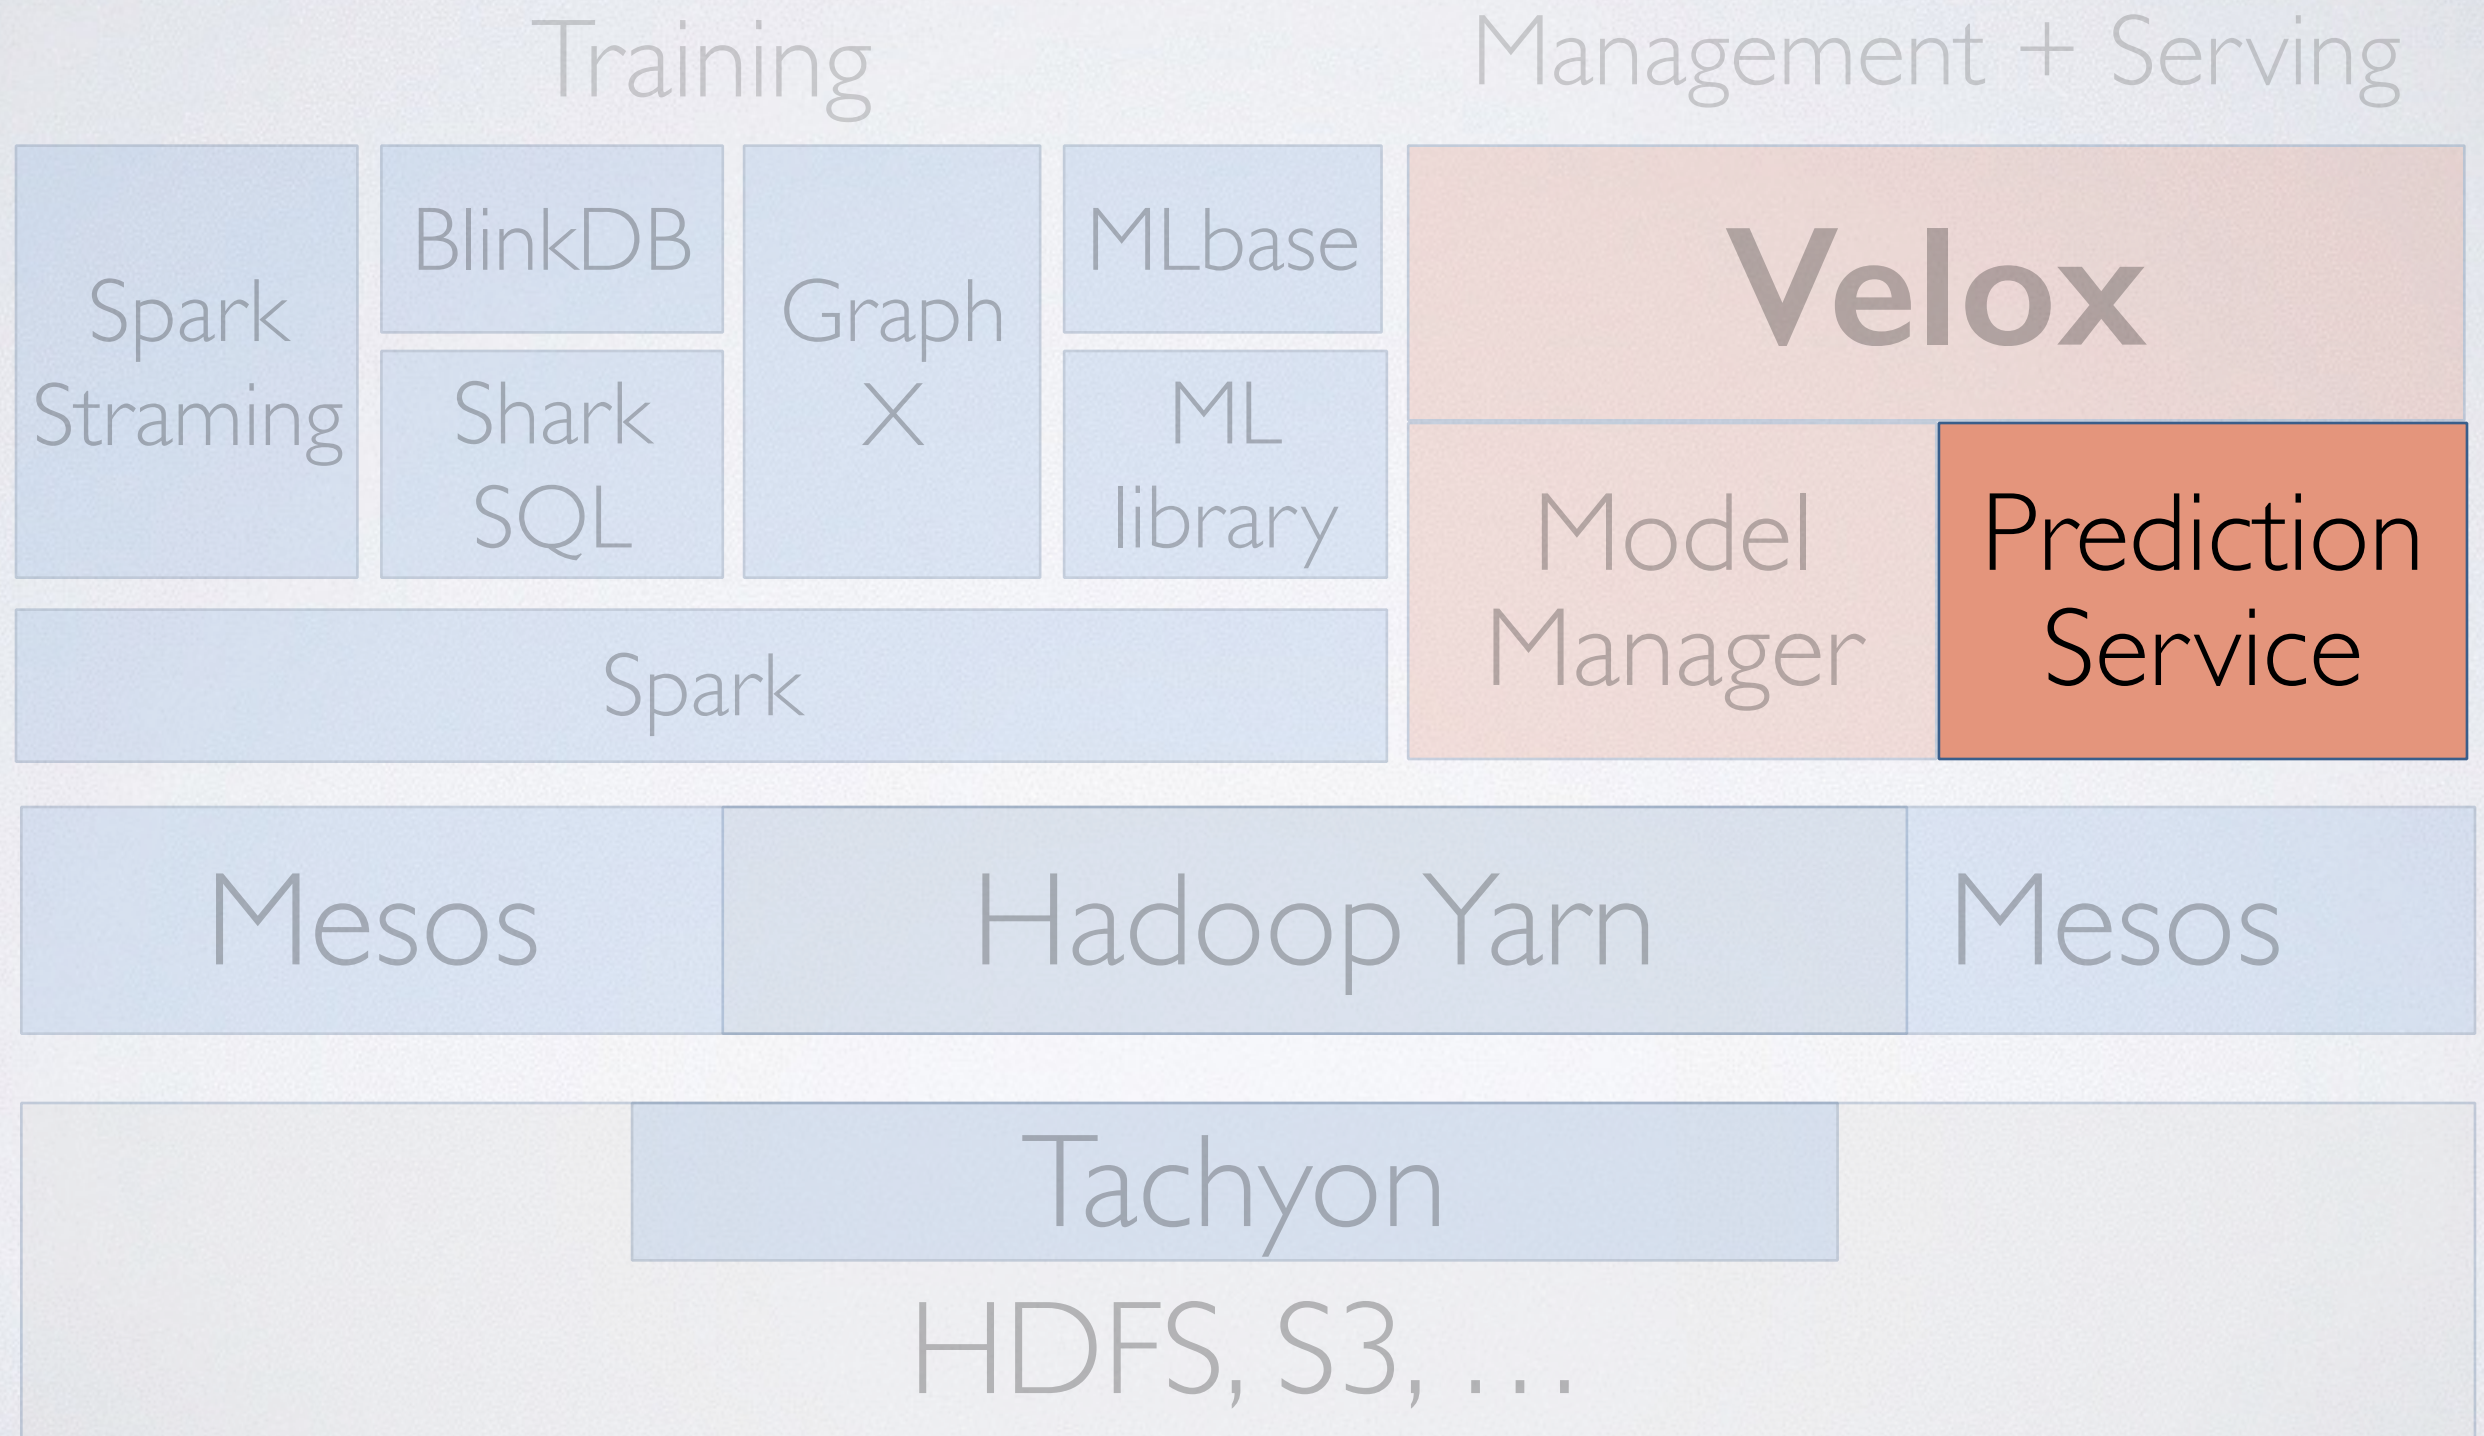 Training
Management + Serving
Spark
Straming
BlinkDB
Shark
SQL
Graph
X
MLbase
ML
library
Velox
Model
Manager
Prediction
Service
Spark
Mesos
Hadoop Yarn
Mesos
Tachyon
HDFS, S3, …